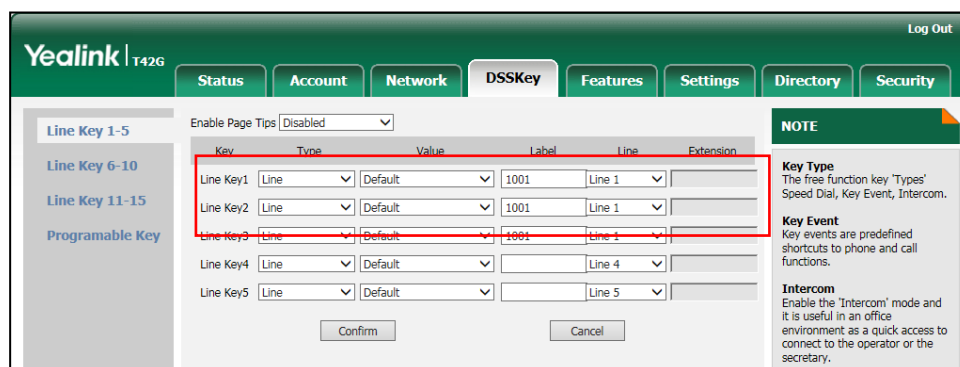 Log Out
Yealink | T42G
Status Account Network DSSKey Features Settings Directory Security
Line Key 1-5
Line Key 6-10
Line Key 11-15
Programable Key
Enable Page Tips Disabled
Key Type Value Label Line Extension
Line Key1 Line Default 1001 Line 1
Line Key2 Line Default 1001 Line 1
Line Key3 Line Default 1001 Line 1
Line Key4 Line Default Line 4
Line Key5 Line Default Line 5
Confirm Cancel
NOTE
Key Type
The free function key 'Types'
Speed Dial, Key Event, Intercom.
Key Event
Key events are predefined
shortcuts to phone and call
functions.
Intercom
Enable the 'Intercom' mode and
it is useful in an office
environment as a quick access to
connect to the operator or the
secretary.